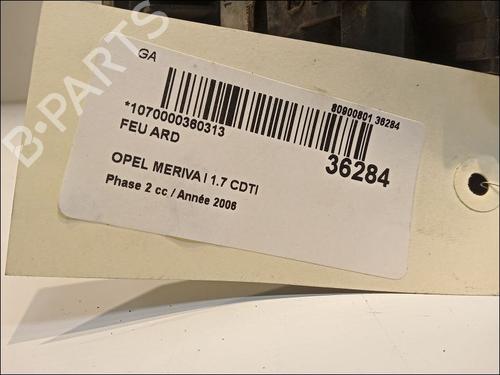 GA
80900801 36284
*1070000360313
FEU ARD
36284
OPEL MERIVA I 1.7 CDTI
Phase 2 cc / Année 2006
B-PARTS